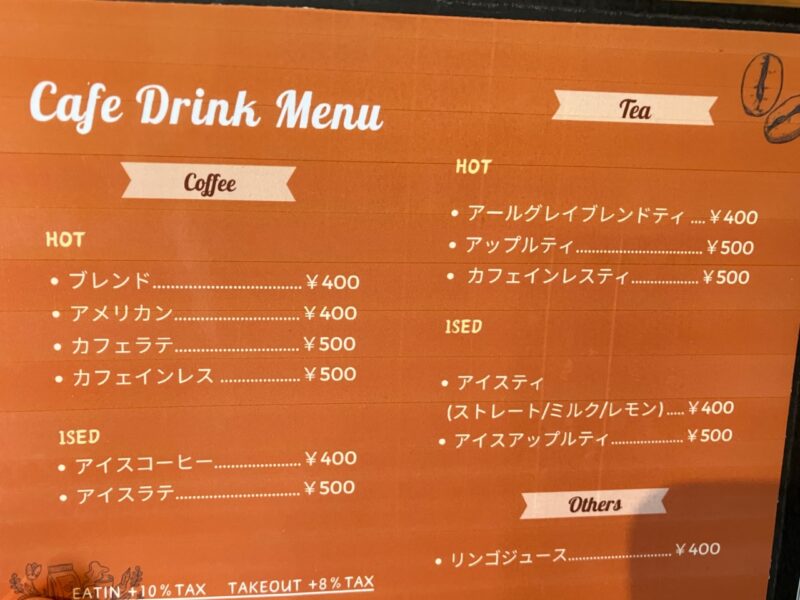 Cafe Drink Menu
Coffee
HOT
・ブレンド..............................￥400
・アメリカン..........................￥400
・カフェラテ..........................￥500
・カフェインレス .................￥500
ISED
・アイスコーヒー..................￥400
・アイスラテ..........................￥500
EATIN +10%TAX TAKEOUT +8%TAX
Tea
HOT
・アールグレイブレンドティ ....￥400
・アップルティ..............................￥500
・カフェインレスティ................￥500
ISED
・アイスティ
(ストレート/ミルク/レモン) .....￥400
・アイスアップルティ.................￥500
Others
・リンゴジュース.........................￥400